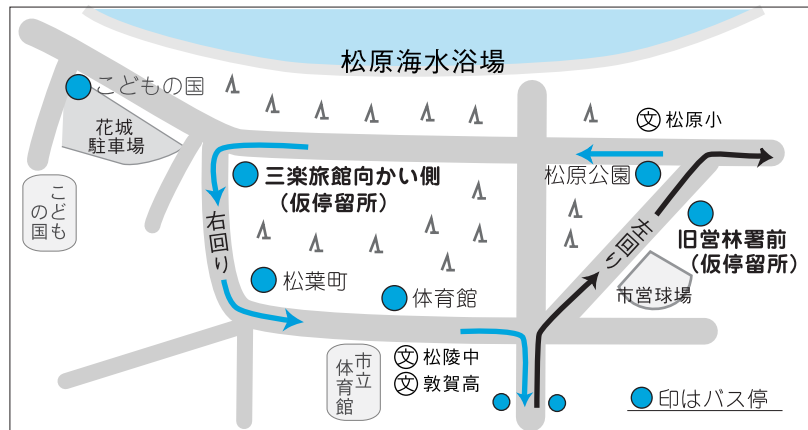 松原海水浴場
こどもの国
花城
駐車場
文 松原小
三楽旅館向かい側
(仮停留所)
松原公園
こども
の国
右回り
左回り
旧営林署前
(仮停留所)
松葉町
体育館
市営球場
市立
体育館
文 松陵中
文 敦賀高
印はバス停